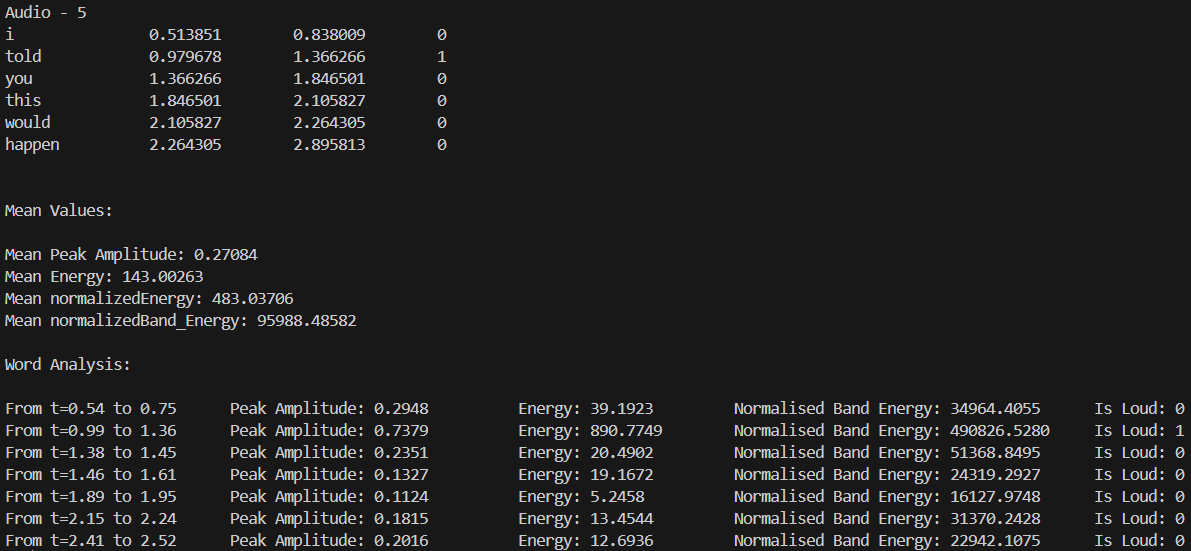 Audio - 5
i 0.513851 0.838009 0
told 0.979678 1.366266 1
you 1.366266 1.846501 0
this 1.846501 2.105827 0
would 2.105827 2.264305 0
happen 2.264305 2.895813 0
Mean Values:
Mean Peak Amplitude: 0.27084
Mean Energy: 143.00263
Mean normalizedEnergy: 483.03706
Mean normalizedBand_Energy: 95988.48582
Word Analysis:
From t=0.54 to 0.75 Peak Amplitude: 0.2948 Energy: 39.1923 Normalised Band Energy: 34964.4055 Is Loud: 0
From t=0.99 to 1.36 Peak Amplitude: 0.7379 Energy: 890.7749 Normalised Band Energy: 490826.5280 Is Loud: 1
From t=1.38 to 1.45 Peak Amplitude: 0.2351 Energy: 20.4902 Normalised Band Energy: 51368.8495 Is Loud: 0
From t=1.46 to 1.61 Peak Amplitude: 0.1327 Energy: 19.1672 Normalised Band Energy: 24319.2927 Is Loud: 0
From t=1.89 to 1.95 Peak Amplitude: 0.1124 Energy: 5.2458 Normalised Band Energy: 16127.9748 Is Loud: 0
From t=2.15 to 2.24 Peak Amplitude: 0.1815 Energy: 13.4544 Normalised Band Energy: 31370.2428 Is Loud: 0
From t=2.41 to 2.52 Peak Amplitude: 0.2016 Energy: 12.6936 Normalised Band Energy: 22942.1075 Is Loud: 0